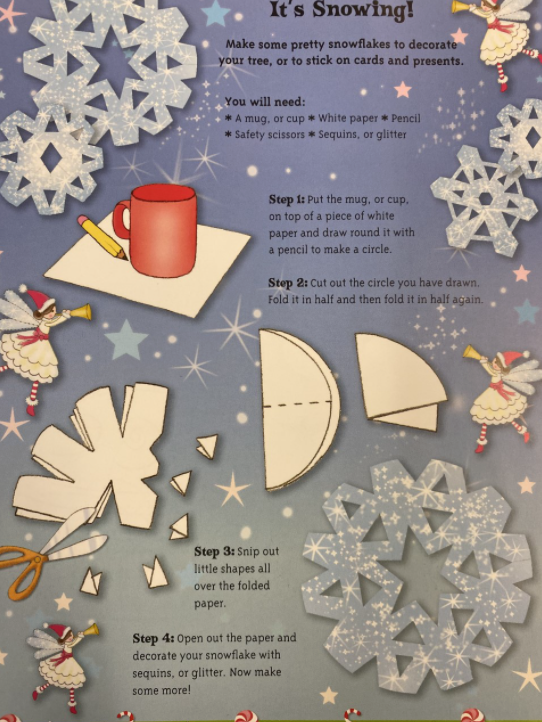 It's Snowing!
Make some pretty snowflakes to decorate
your tree, or to stick on cards and presents.
You will need:
* A mug, or cup * White paper * Pencil
* Safety scissors * Sequins, or glitter
Step 1: Put the mug, or cup,
on top of a piece of white
paper and draw round it with
a pencil to make a circle.
Step 2: Cut out the circle you have drawn.
Fold it in half and then fold it in half again.
Step 3: Snip out
little shapes all
over the folded
paper.
Step 4: Open out the paper and
decorate your snowflake with
sequins, or glitter. Now make
some more!